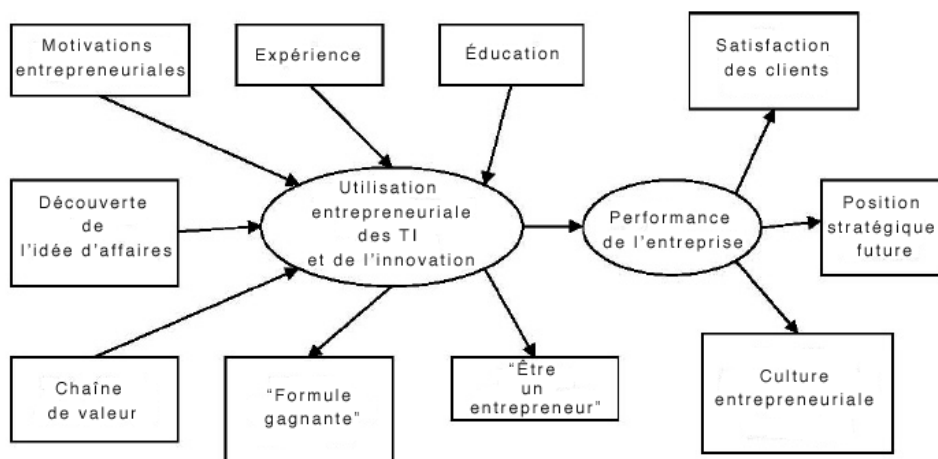 Motivations
entrepreneuriales
Expérience
Éducation
Satisfaction
des clients
Découverte
de
l'idée d'affaires
Utilisation
entrepreneuriale
des TI
et de l'innovation
Performance
de l'entreprise
Position
stratégique
future
Chaîne
de valeur
"Formule
gagnante"
"Être
un
entrepreneur"
Culture
entrepreneuriale